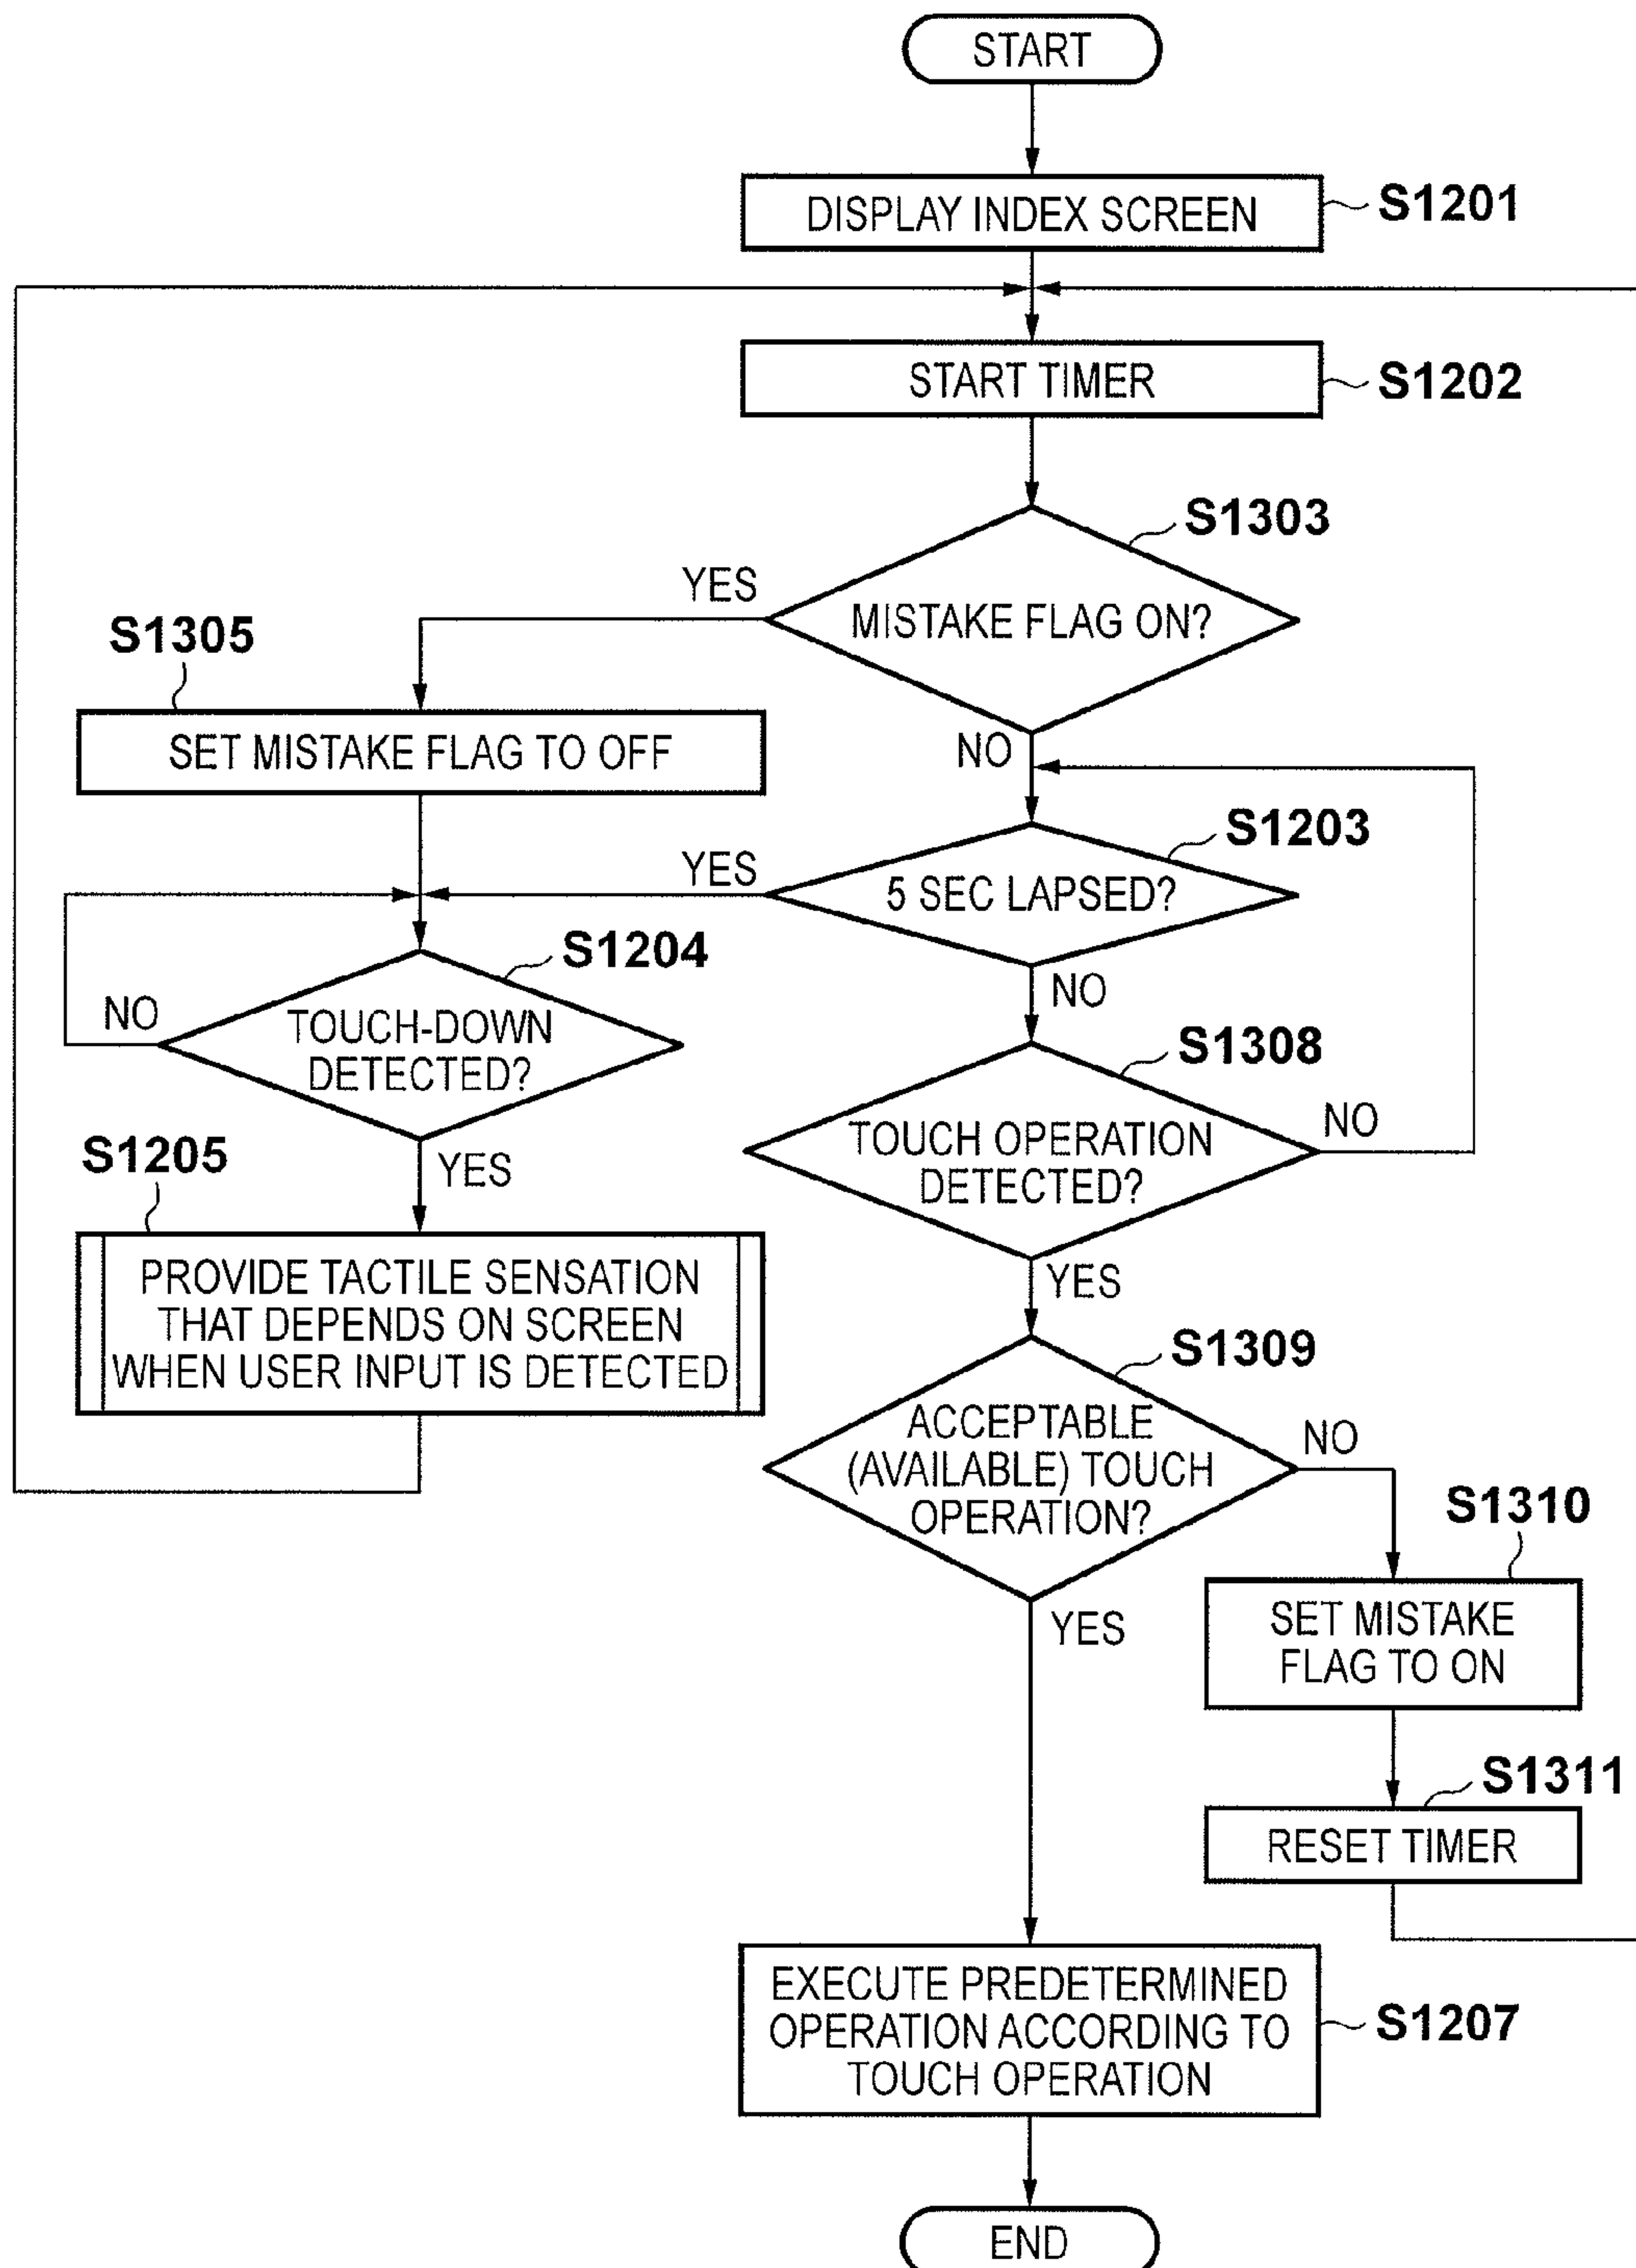 START
DISPLAY INDEX SCREEN
S1201
START TIMER
S1202
S1303
MISTAKE FLAG ON?
YES
NO
S1305
SET MISTAKE FLAG TO OFF
S1203
5 SEC LAPSED?
YES
NO
S1204
TOUCH-DOWN
DETECTED?
NO
YES
S1308
TOUCH OPERATION
DETECTED?
NO
YES
S1205
PROVIDE TACTILE SENSATION
THAT DEPENDS ON SCREEN
WHEN USER INPUT IS DETECTED
S1309
ACCEPTABLE
(AVAILABLE) TOUCH
OPERATION?
NO
YES
S1310
SET MISTAKE
FLAG TO ON
S1311
RESET TIMER
EXECUTE PREDETERMINED
OPERATION ACCORDING TO
TOUCH OPERATION
S1207
END